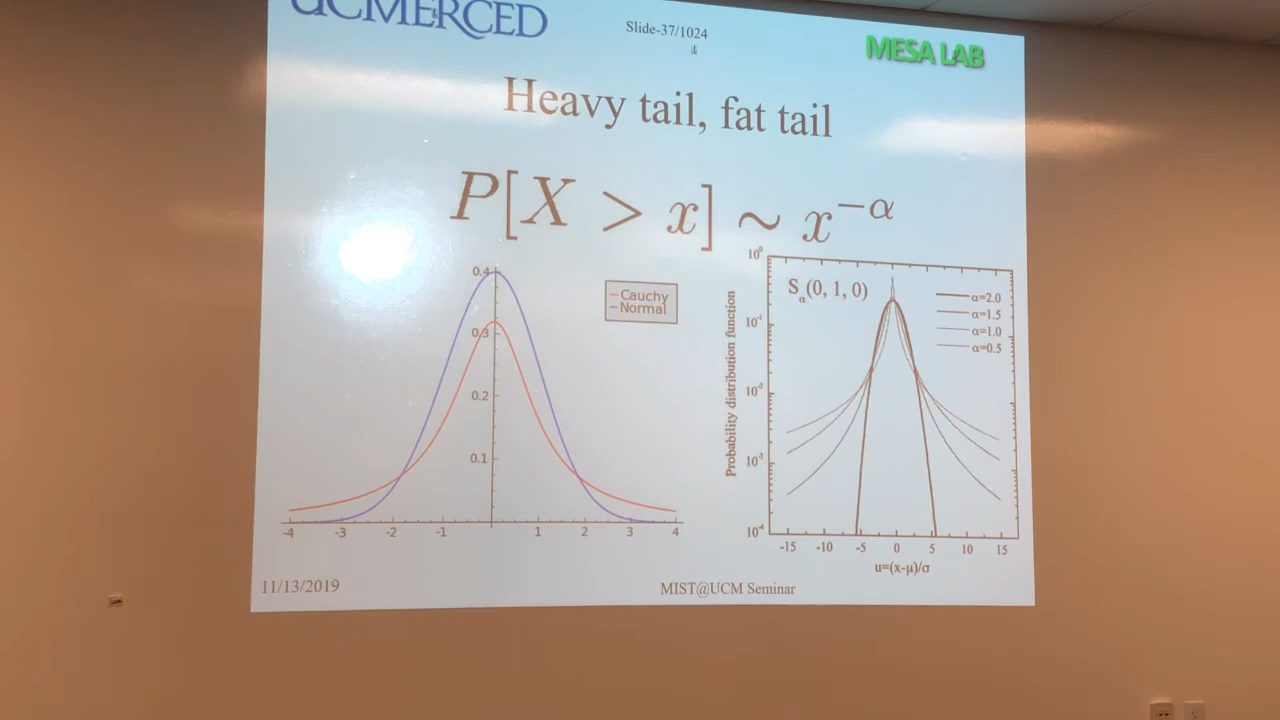 UCMERCED
Slide-37/1024
MESA LAB
Heavy tail, fat tail
P[X > x] ~ x^{-α}
0.4
0.3
0.2
0.1
-4 -3 -2 -1 1 2 3 4
Cauchy
Normal
Probability distribution function
10⁰
10⁻¹
10⁻²
10⁻³
10⁻⁴
S_α(0, 1, 0)
α=2.0
α=1.5
α=1.0
α=0.5
-15 -10 -5 0 5 10 15
u=(x-μ)/σ
11/13/2019
MIST@UCM Seminar